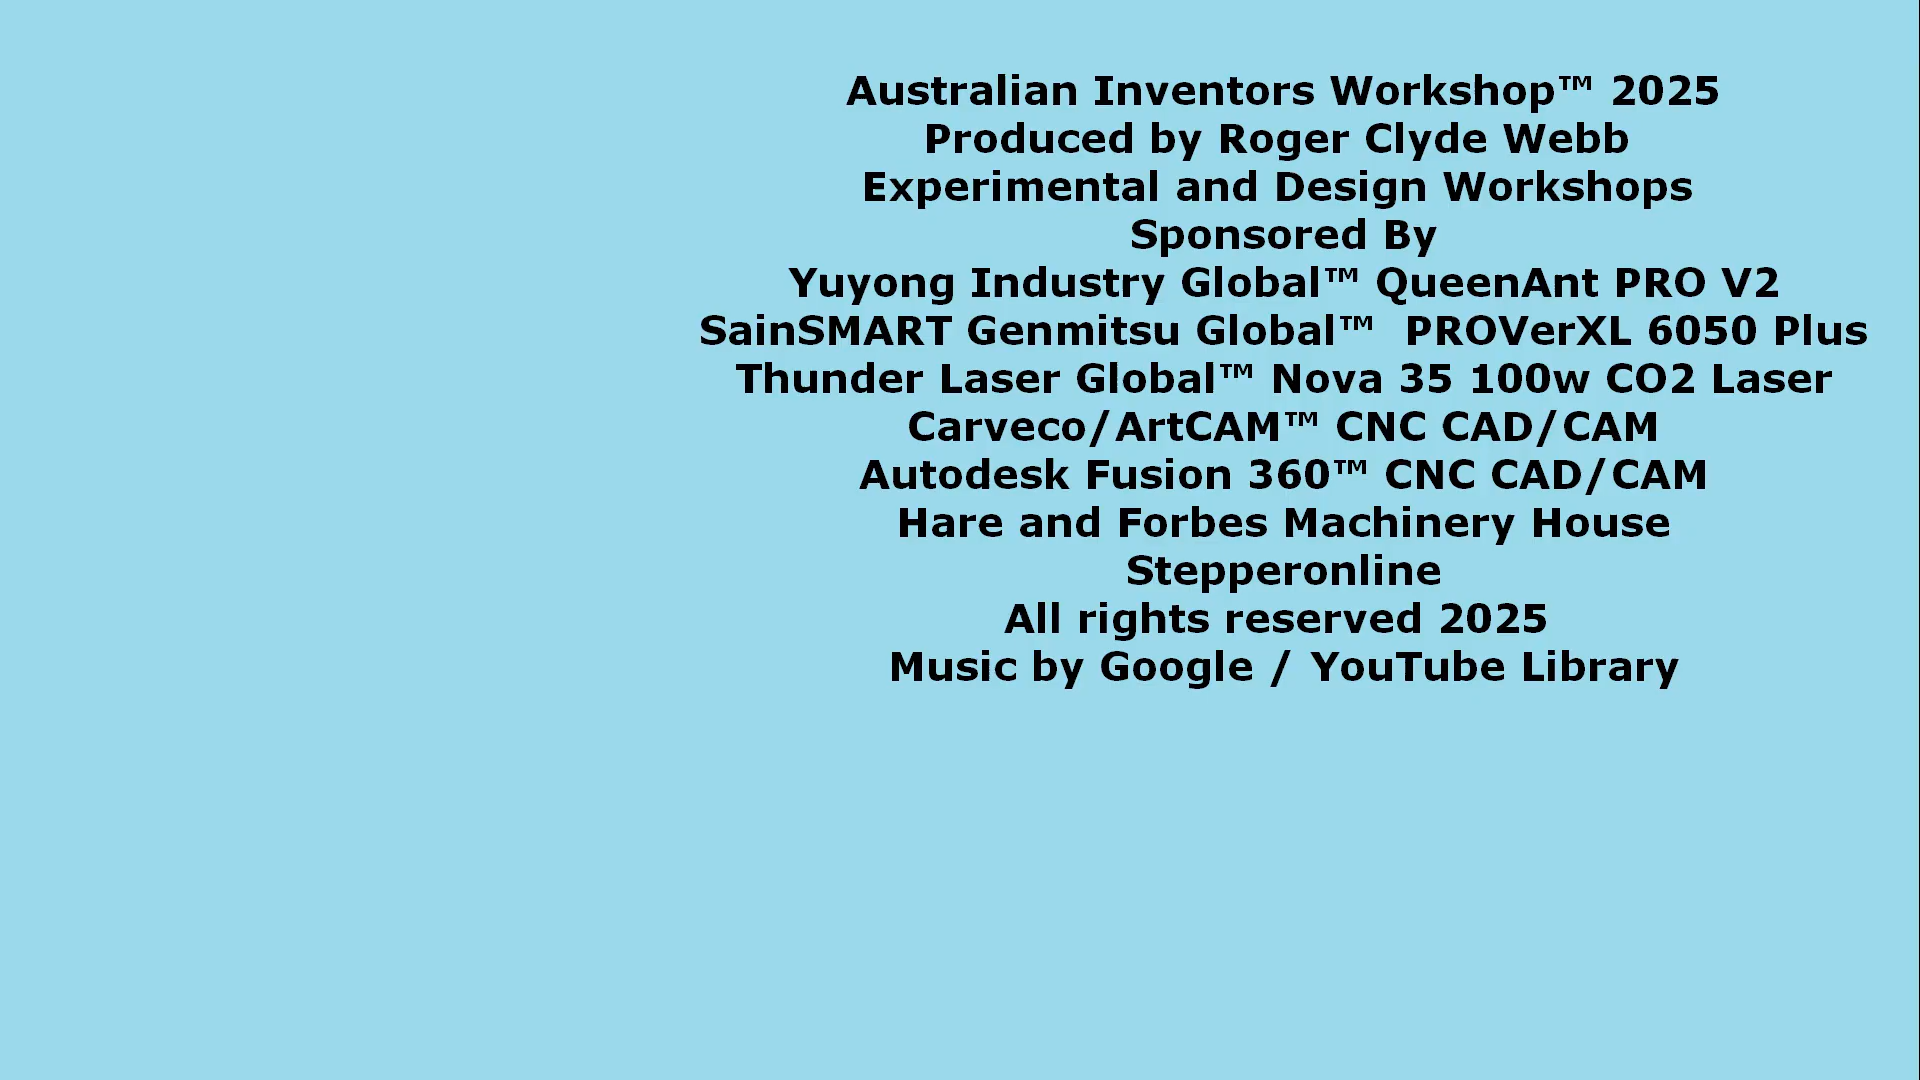 Australian Inventors Workshop™ 2025
Produced by Roger Clyde Webb
Experimental and Design Workshops
Sponsored By
Yuyong Industry Global™ QueenAnt PRO V2
SainSMART Genmitsu Global™  PROVerXL 6050 Plus
Thunder Laser Global™ Nova 35 100w CO2 Laser
Carveco/ArtCAM™ CNC CAD/CAM
Autodesk Fusion 360™ CNC CAD/CAM
Hare and Forbes Machinery House
Stepperonline
All rights reserved 2025
Music by Google / YouTube Library